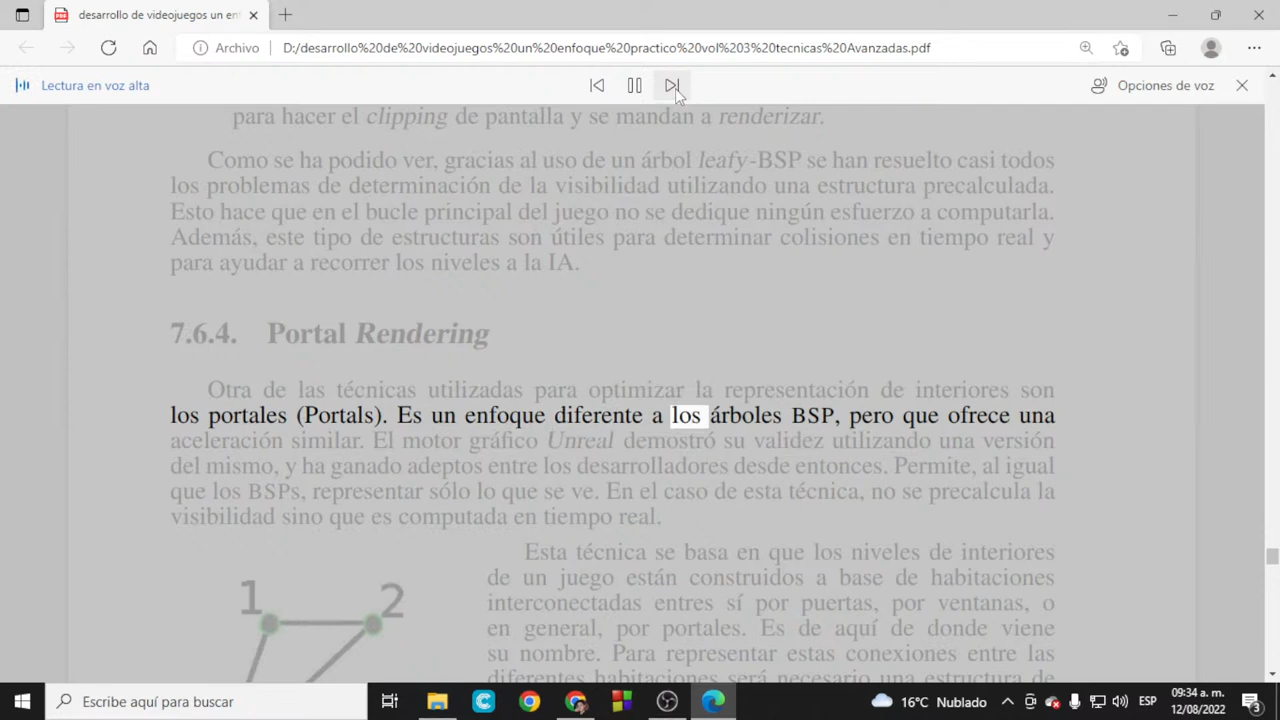 desarrollo de videojuegos un en
Archivo
D:/desarrollo%20de%20videojuegos%20un%20enfoque%20practico%20vol%203%20tecnicas%20Avanzadas.pdf
Lectura en voz alta
Opciones de voz
para hacer el clipping de pantalla y se mandan a renderizar.
Como se ha podido ver, gracias al uso de un árbol leafy-BSP se han resuelto casi todos
los problemas de determinación de la visibilidad utilizando una estructura precalculada.
Esto hace que en el bucle principal del juego no se dedique ningún esfuerzo a computarla.
Además, este tipo de estructuras son útiles para determinar colisiones en tiempo real y
para ayudar a recorrer los niveles a la IA.
7.6.4. Portal Rendering
Otra de las técnicas utilizadas para optimizar la representación de interiores son
los portales (Portals). Es un enfoque diferente a los árboles BSP, pero que ofrece una
aceleración similar. El motor gráfico Unreal demostró su validez utilizando una versión
del mismo, y ha ganado adeptos entre los desarrolladores desde entonces. Permite, al igual
que los BSPs, representar sólo lo que se ve. En el caso de esta técnica, no se precalcula la
visibilidad sino que es computada en tiempo real.
Esta técnica se basa en que los niveles de interiores
de un juego están construidos a base de habitaciones
interconectadas entres sí por puertas, por ventanas, o
en general, por portales. Es de aquí de donde viene
su nombre. Para representar estas conexiones entre las
diferentes habitaciones será necesario una estructura de
1
2
Escribe aquí para buscar
16°C Nublado
ESP
09:34 a. m.
12/08/2022
3